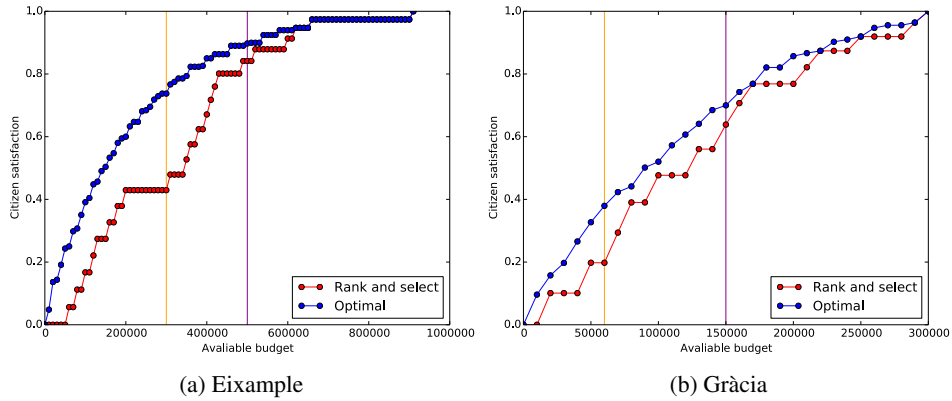 1.0
0.8
0.6
0.4
0.2
0.0
Citizen satisfaction
0
200000
400000
600000
800000
1000000
Avaliable budget
Rank and select
Optimal
(a) Eixample
1.0
0.8
0.6
0.4
0.2
0.0
Citizen satisfaction
0
50000
100000
150000
200000
250000
300000
Avaliable budget
Rank and select
Optimal
(b) Gràcia